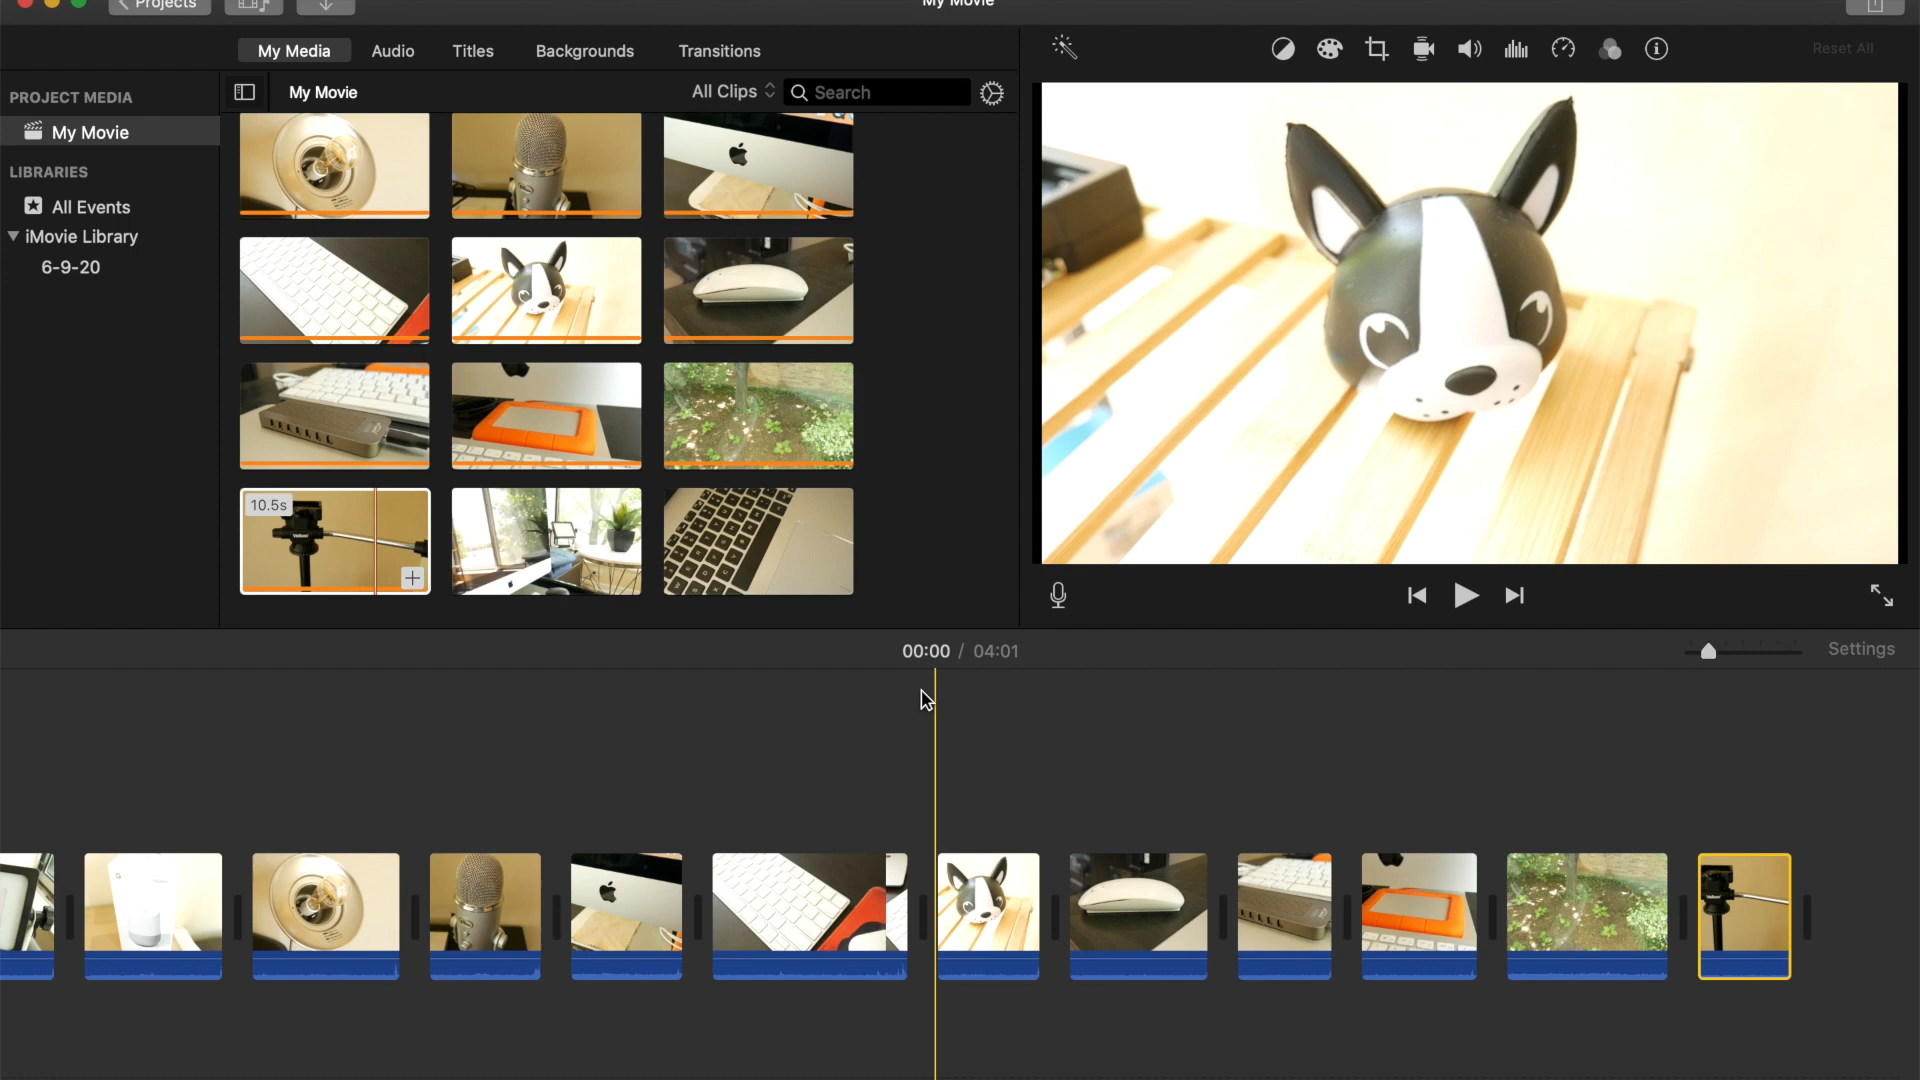 Projects
My Movie
My Media
Audio
Titles
Backgrounds
Transitions
Reset All
PROJECT MEDIA
My Movie
LIBRARIES
All Events
iMovie Library
6-9-20
My Movie
All Clips
Search
10.5s
00:00 / 04:01
Settings